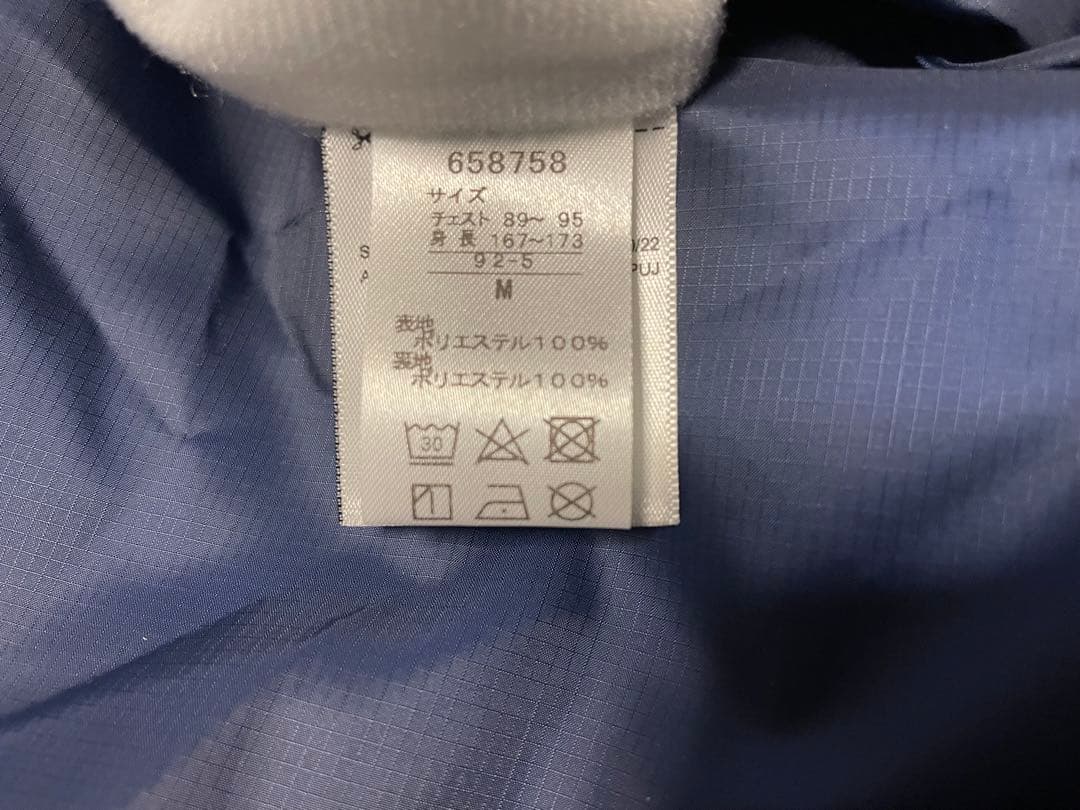 658758
サイズ
チェスト 89～ 95
身 長 167～173
92-5
M
表地
ポリエステル100%
裏地
ポリエステル100%
30
/22
PUJ